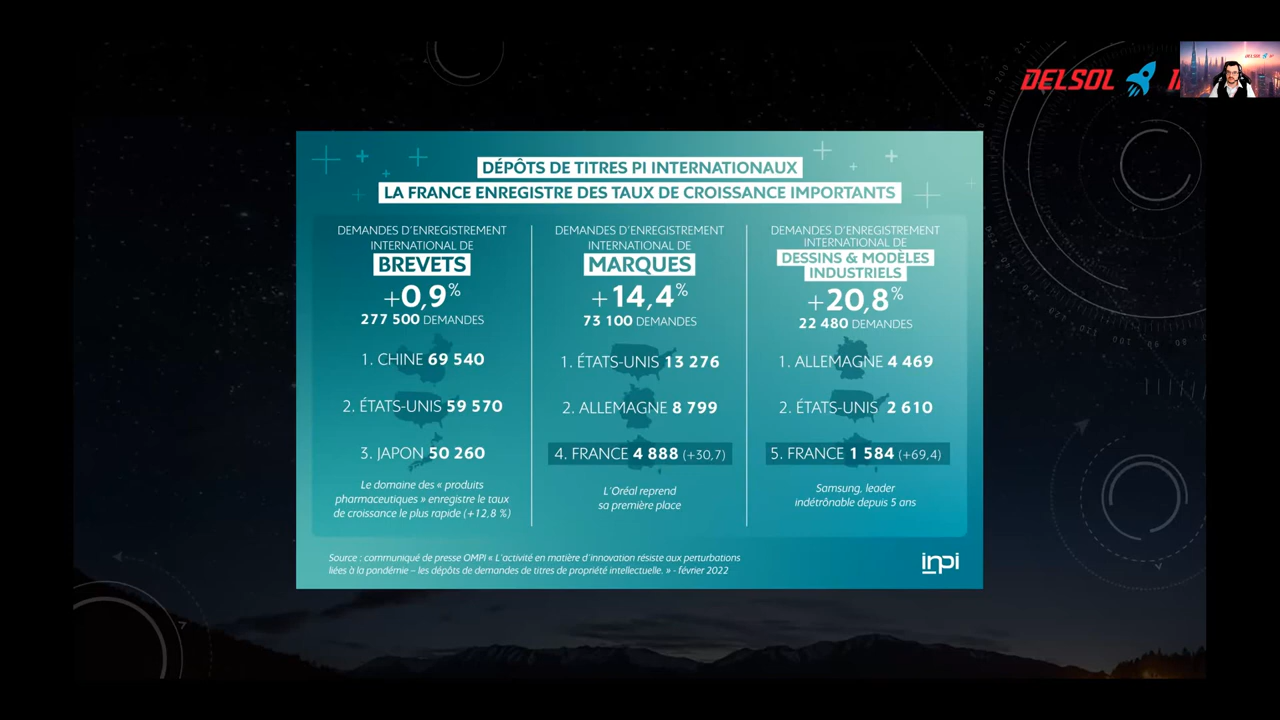 DELSOL
DÉPÔTS DE TITRES PI INTERNATIONAUX
LA FRANCE ENREGISTRE DES TAUX DE CROISSANCE IMPORTANTS
DEMANDES D'ENREGISTREMENT
INTERNATIONAL DE
BREVETS
+0,9%
277 500 DEMANDES
1. CHINE 69 540
2. ÉTATS-UNIS 59 570
3. JAPON 50 260
Le domaine des « produits
pharmaceutiques » enregistre le taux
de croissance le plus rapide (+12,8 %)
DEMANDES D'ENREGISTREMENT
INTERNATIONAL DE
MARQUES
+14,4%
73 100 DEMANDES
1. ÉTATS-UNIS 13 276
2. ALLEMAGNE 8 799
4. FRANCE 4 888 (+30,7)
L'Oréal reprend
sa première place
DEMANDES D'ENREGISTREMENT
INTERNATIONAL DE
DESSINS & MODÈLES
INDUSTRIELS
+20,8%
22 480 DEMANDES
1. ALLEMAGNE 4 469
2. ÉTATS-UNIS 2 610
5. FRANCE 1 584 (+69,4)
Samsung, leader
indétrônable depuis 5 ans
Source : communiqué de presse OMPI « L'activité en matière d'innovation résiste aux perturbations
liées à la pandémie – les dépôts de demandes de titres de propriété intellectuelle. » - février 2022
inpi